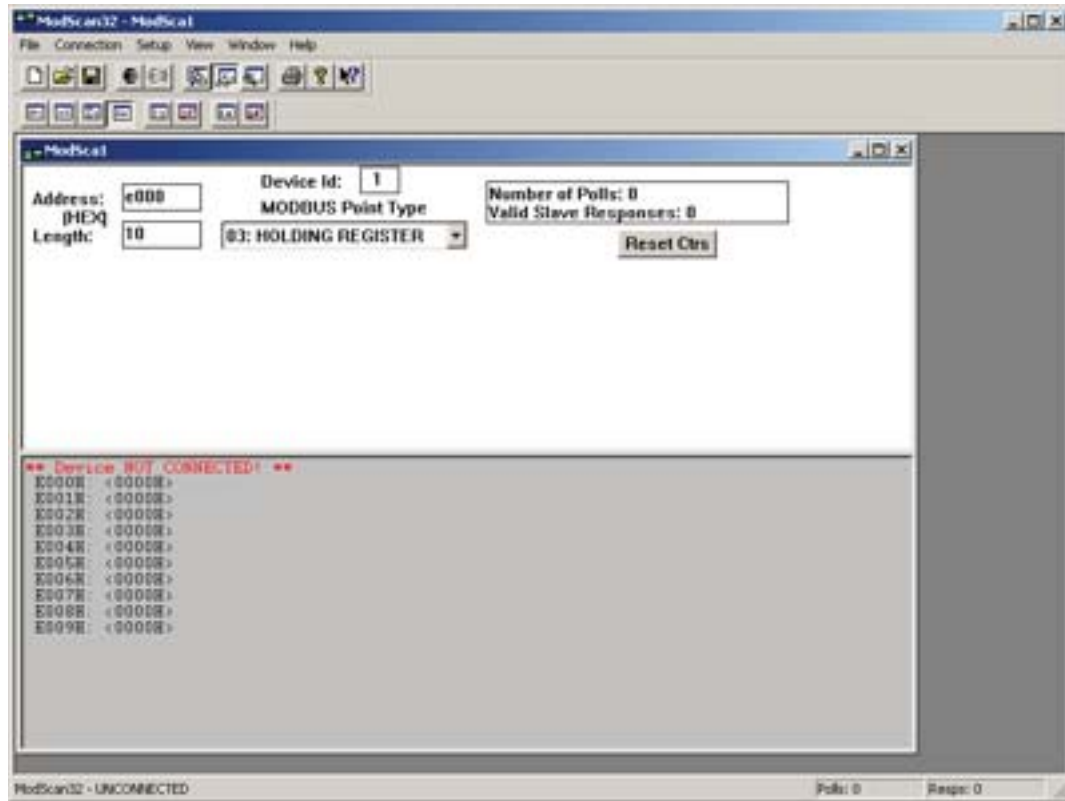 ModScan32 - ModSca1
File Connection Setup View Window Help
ModSca1
Address: e000
[HEX]
Length: 10
Device Id: 1
MODBUS Point Type
03: HOLDING REGISTER
Number of Polls: 0
Valid Slave Responses: 0
Reset Ctrs
** Device NOT CONNECTED! **
E000H: <0000H>
E001H: <0000H>
E002H: <0000H>
E003H: <0000H>
E004H: <0000H>
E005H: <0000H>
E006H: <0000H>
E007H: <0000H>
E008H: <0000H>
E009H: <0000H>
ModScan32 - UNCONNECTED
Polls: 0
Resps: 0